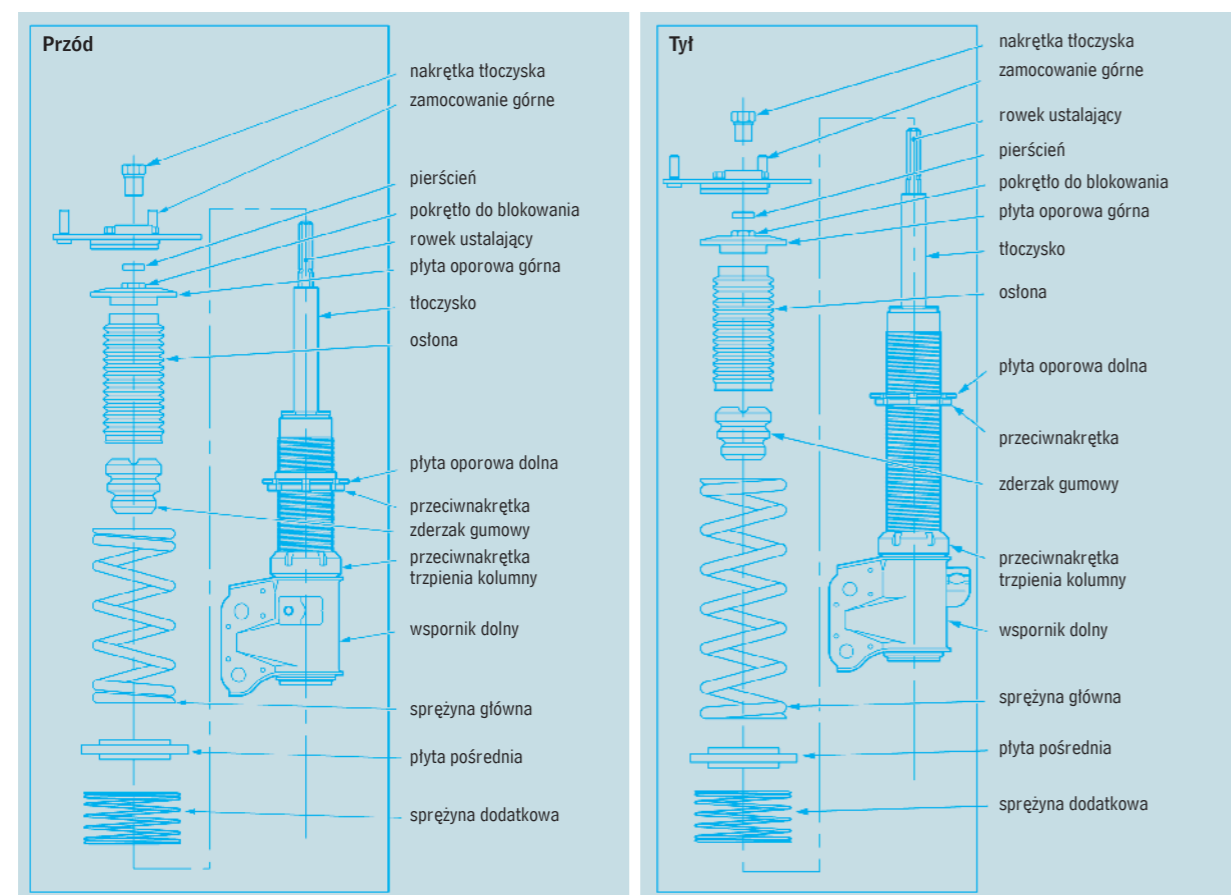 Przód
nakrętka tłoczyska
zamocowanie górne
pierścień
pokrętło do blokowania
rowek ustalający
płyta oporowa górna
tłoczysko
osłona
płyta oporowa dolna
przeciwnakrętka
zderzak gumowy
przeciwnakrętka
trzpienia kolumny
wspornik dolny
sprężyna główna
płyta pośrednia
sprężyna dodatkowa
Tył
nakrętka tłoczyska
zamocowanie górne
rowek ustalający
pierścień
pokrętło do blokowania
płyta oporowa górna
tłoczysko
osłona
płyta oporowa dolna
przeciwnakrętka
zderzak gumowy
przeciwnakrętka
trzpienia kolumny
wspornik dolny
sprężyna główna
płyta pośrednia
sprężyna dodatkowa